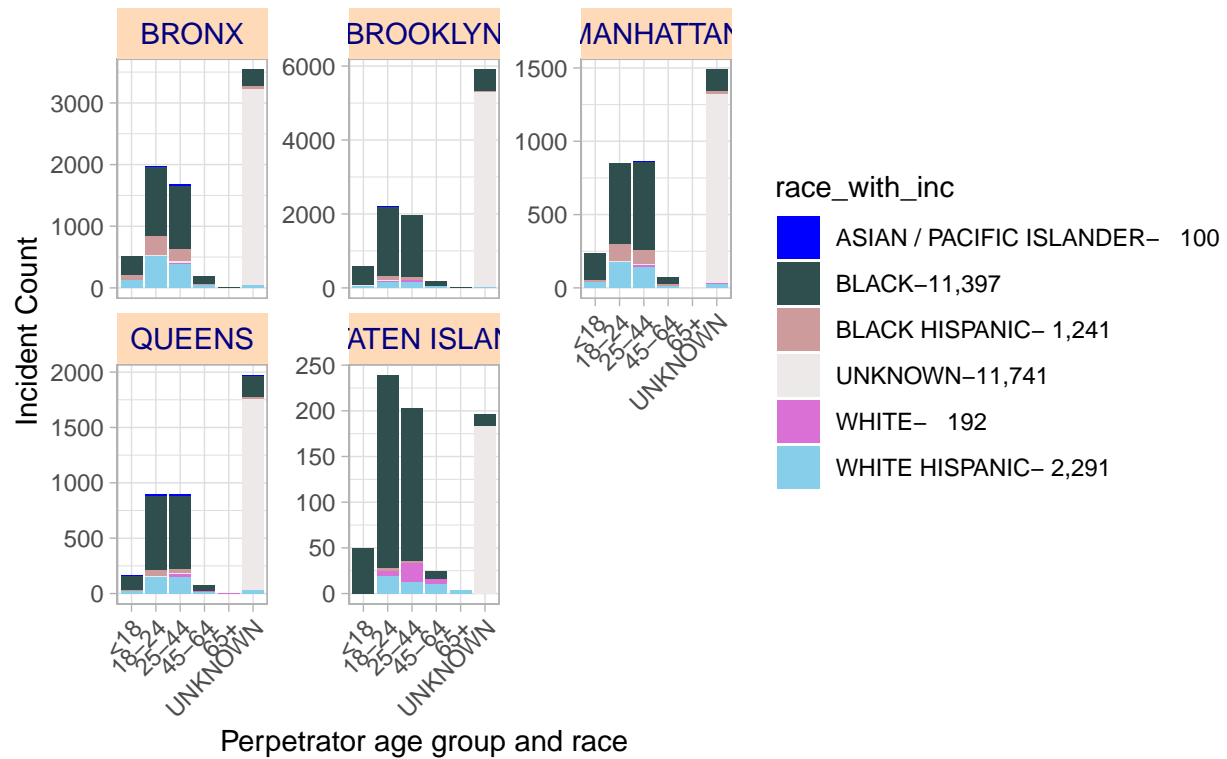 BRONX
BROOKLYN
MANHATTAN
3000
2000
1000
0
6000
4000
2000
0
1500
1000
500
0
<18
18–24
25–44
45–64
65+
UNKNOWN
QUEENS
ATEN ISLAN
2000
1500
1000
500
0
250
200
150
100
50
0
<18
18–24
25–44
45–64
65+
UNKNOWN
<18
18–24
25–44
45–64
65+
UNKNOWN
Incident Count
Perpetrator age group and race
race_with_inc
ASIAN / PACIFIC ISLANDER– 100
BLACK–11,397
BLACK HISPANIC– 1,241
UNKNOWN–11,741
WHITE– 192
WHITE HISPANIC– 2,291